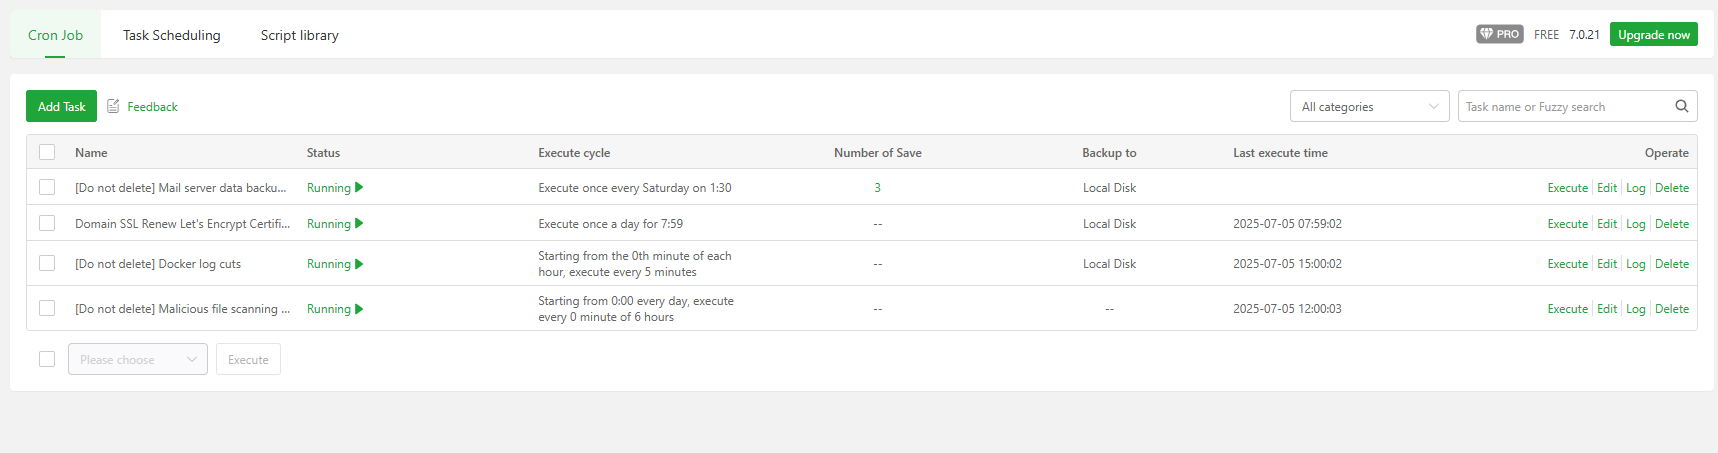 Cron Job Task Scheduling Script library PRO FREE 7.0.21 Upgrade now
Add Task Feedback All categories Task name or Fuzzy search
Name Status Execute cycle Number of Save Backup to Last execute time Operate
[Do not delete] Mail server data backu... Running Execute once every Saturday on 1:30 3 Local Disk Execute Edit Log Delete
Domain SSL Renew Let's Encrypt Certifi... Running Execute once a day for 7:59 -- Local Disk 2025-07-05 07:59:02 Execute Edit Log Delete
[Do not delete] Docker log cuts Running Starting from the 0th minute of each
hour, execute every 5 minutes -- Local Disk 2025-07-05 15:00:02 Execute Edit Log Delete
[Do not delete] Malicious file scanning ... Running Starting from 0:00 every day, execute
every 0 minute of 6 hours -- -- 2025-07-05 12:00:03 Execute Edit Log Delete
Please choose Execute